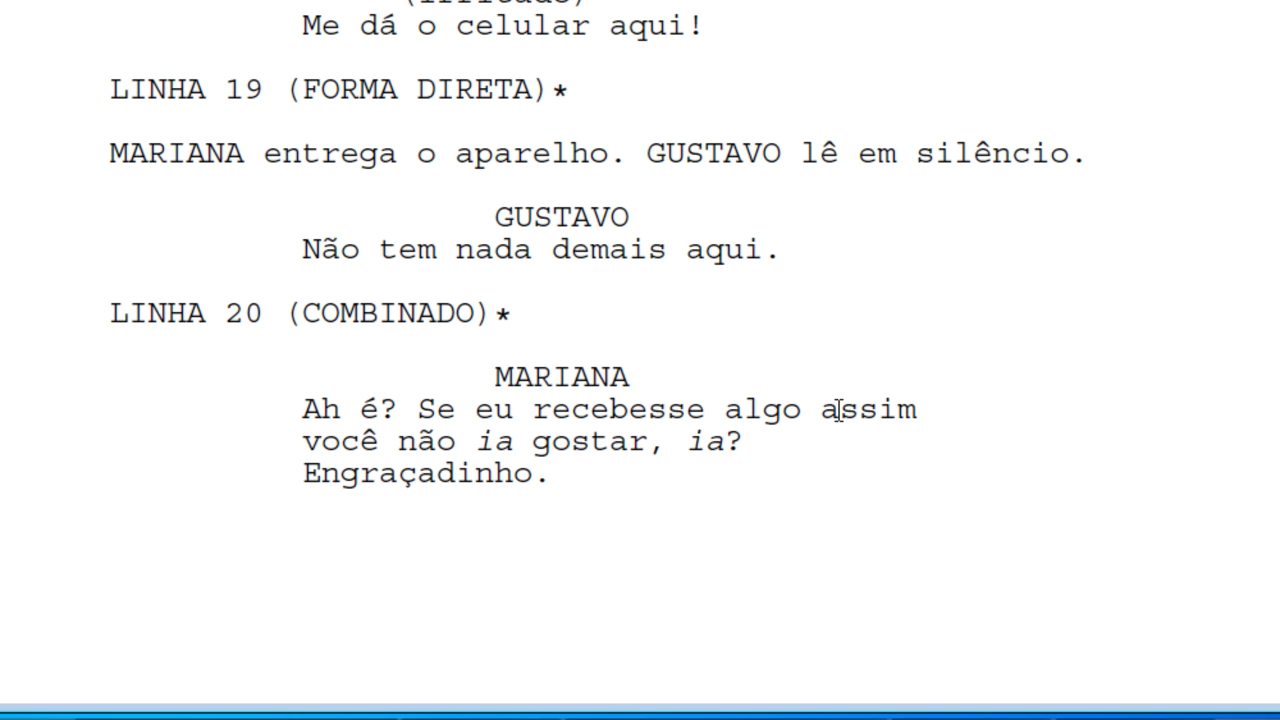 Me dá o celular aqui!
LINHA 19 (FORMA DIRETA)*
MARIANA entrega o aparelho. GUSTAVO lê em silêncio.
GUSTAVO
Não tem nada demais aqui.
LINHA 20 (COMBINADO)*
MARIANA
Ah é? Se eu recebesse algo assim
você não ia gostar, ia?
Engraçadinho.